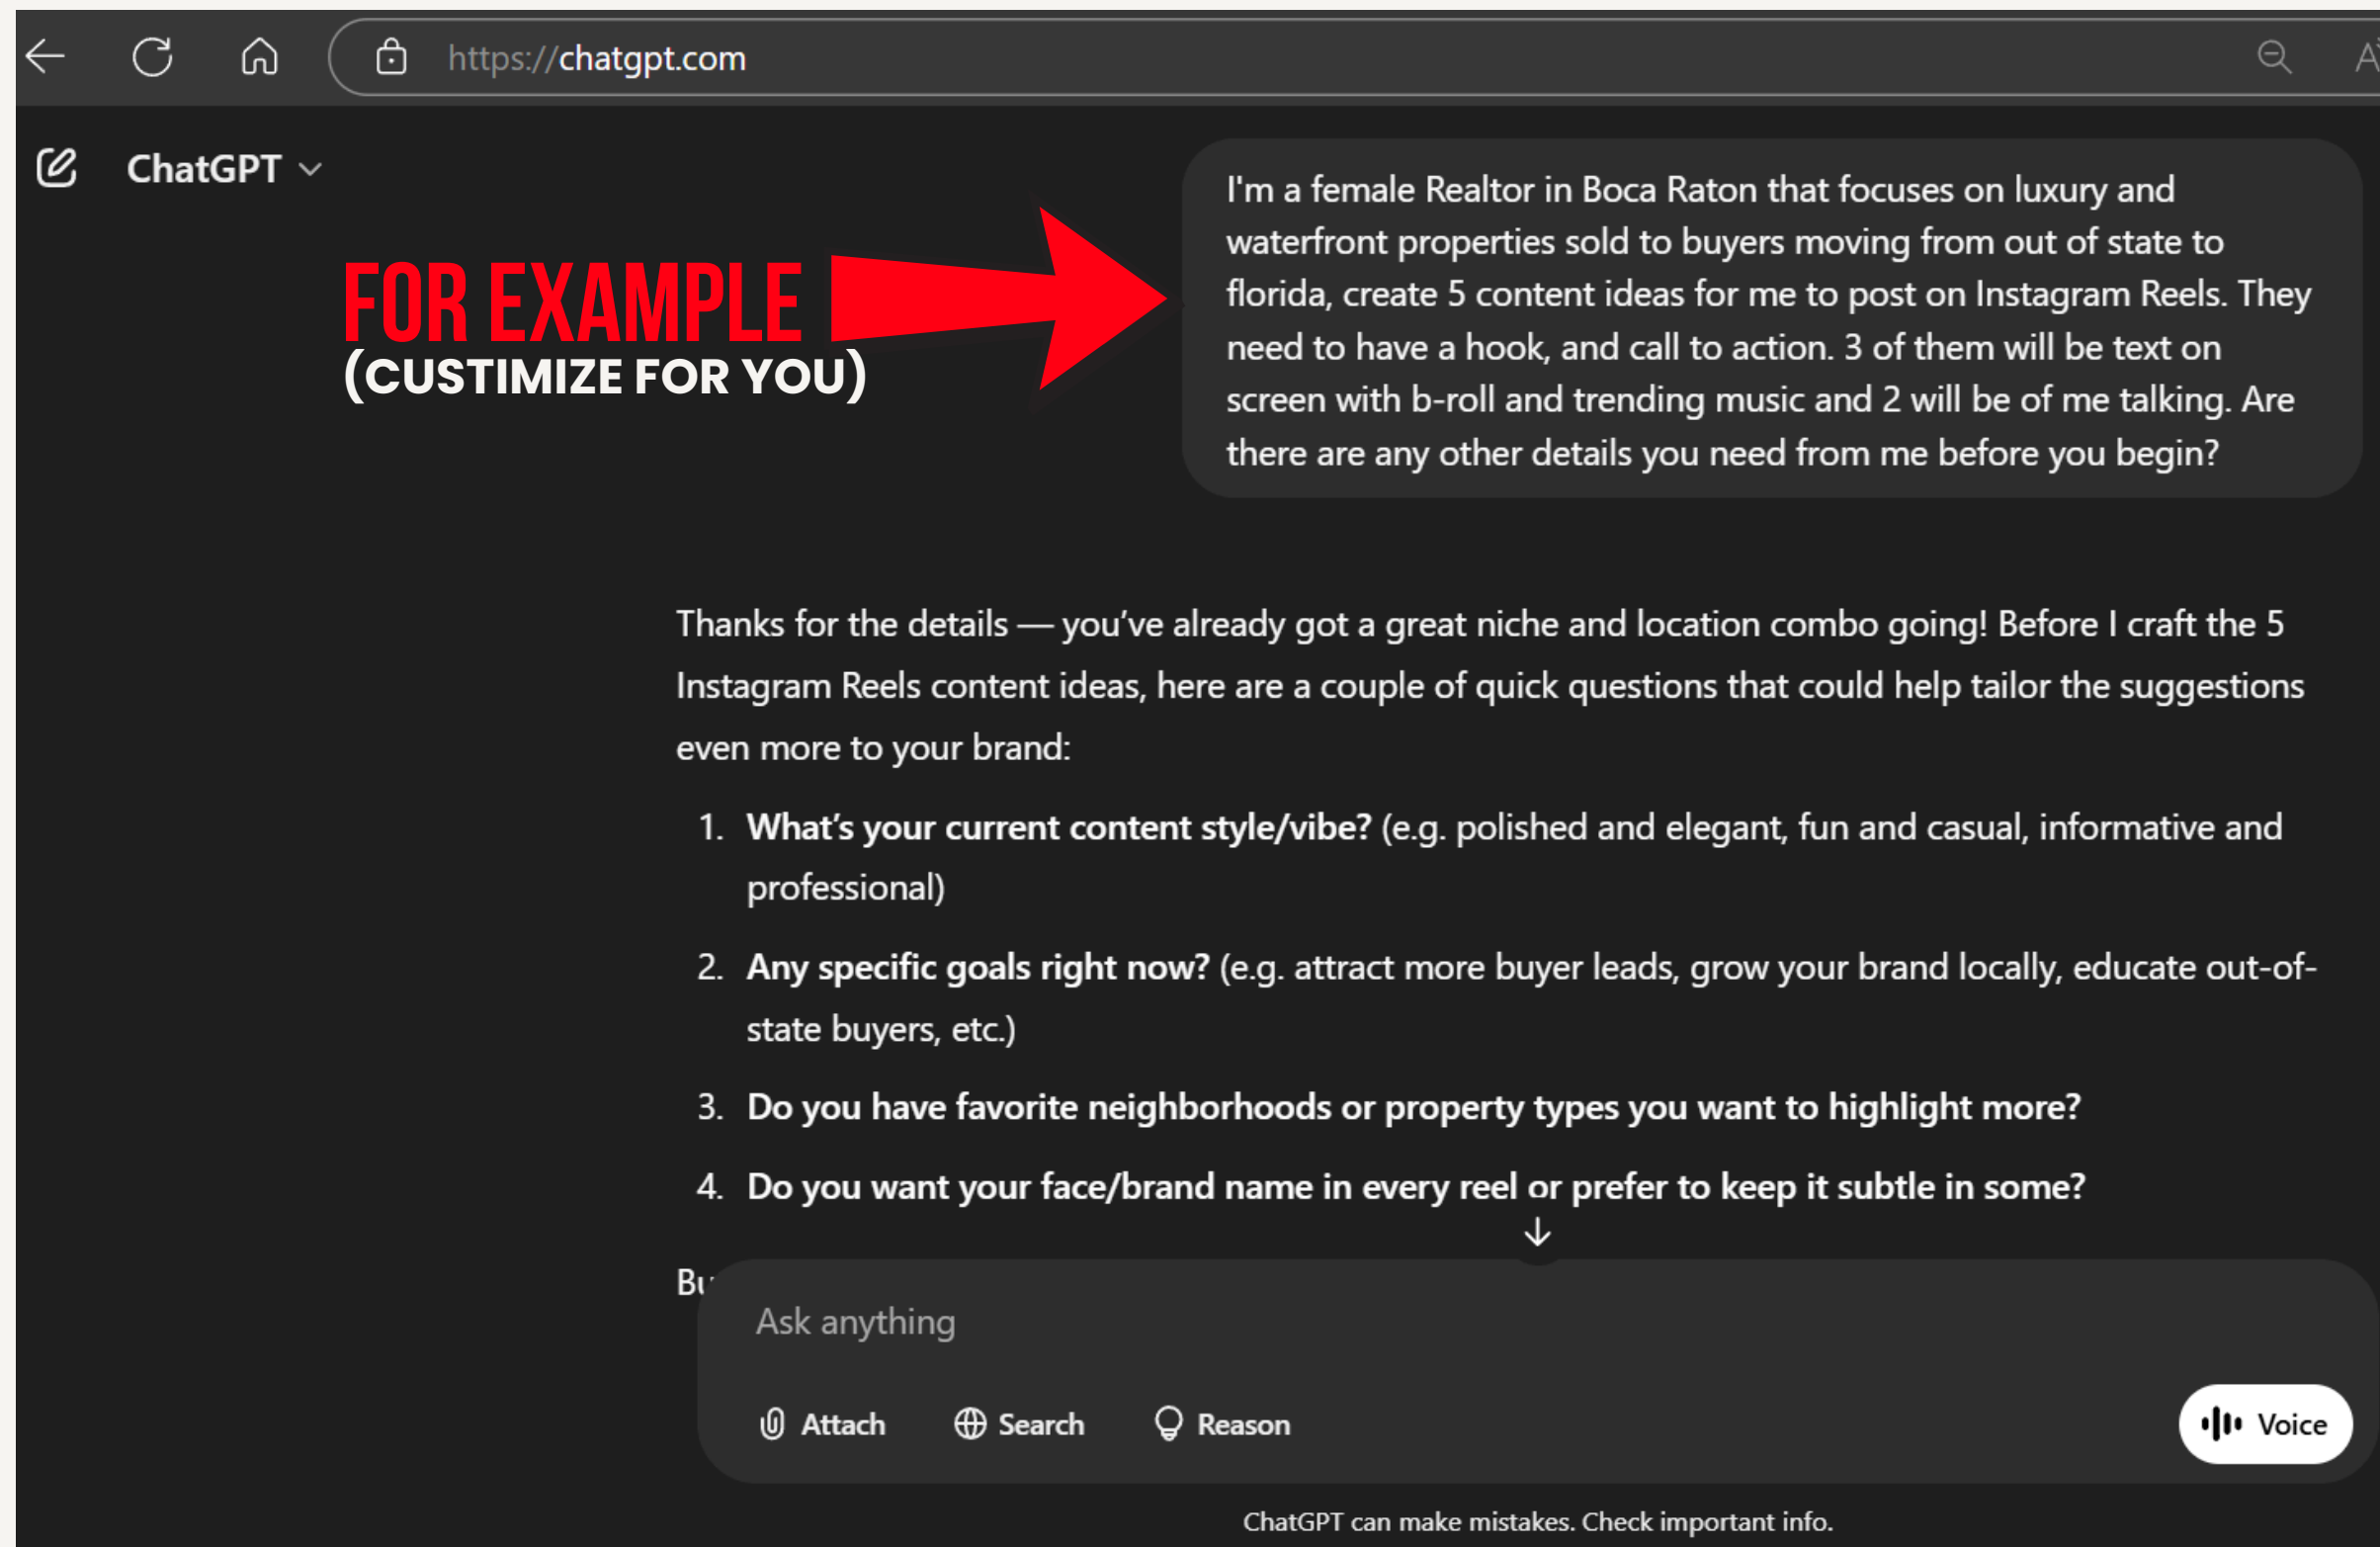 https://chatgpt.com
ChatGPT
I'm a female Realtor in Boca Raton that focuses on luxury and
waterfront properties sold to buyers moving from out of state to
florida, create 5 content ideas for me to post on Instagram Reels. They
need to have a hook, and call to action. 3 of them will be text on
screen with b-roll and trending music and 2 will be of me talking. Are
there are any other details you need from me before you begin?
FOR EXAMPLE
(CUSTIMIZE FOR YOU)
Thanks for the details — you've already got a great niche and location combo going! Before I craft the 5
Instagram Reels content ideas, here are a couple of quick questions that could help tailor the suggestions
even more to your brand:
1. What's your current content style/vibe? (e.g. polished and elegant, fun and casual, informative and
professional)
2. Any specific goals right now? (e.g. attract more buyer leads, grow your brand locally, educate out-of-
state buyers, etc.)
3. Do you have favorite neighborhoods or property types you want to highlight more?
4. Do you want your face/brand name in every reel or prefer to keep it subtle in some?
Ask anything
Attach
Search
Reason
Voice
ChatGPT can make mistakes. Check important info.